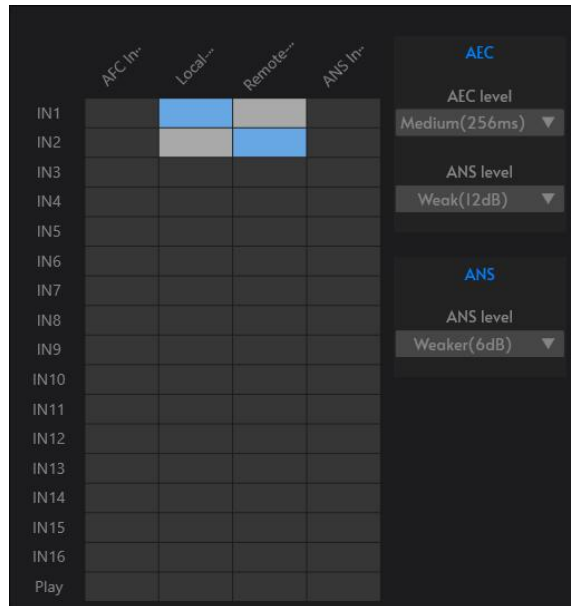 AFC In··
Local-··
Remote-··
ANS In··
IN1
IN2
IN3
IN4
IN5
IN6
IN7
IN8
IN9
IN10
IN11
IN12
IN13
IN14
IN15
IN16
Play
AEC
AEC level
Medium(256ms)
ANS level
Weak(12dB)
ANS
ANS level
Weaker(6dB)